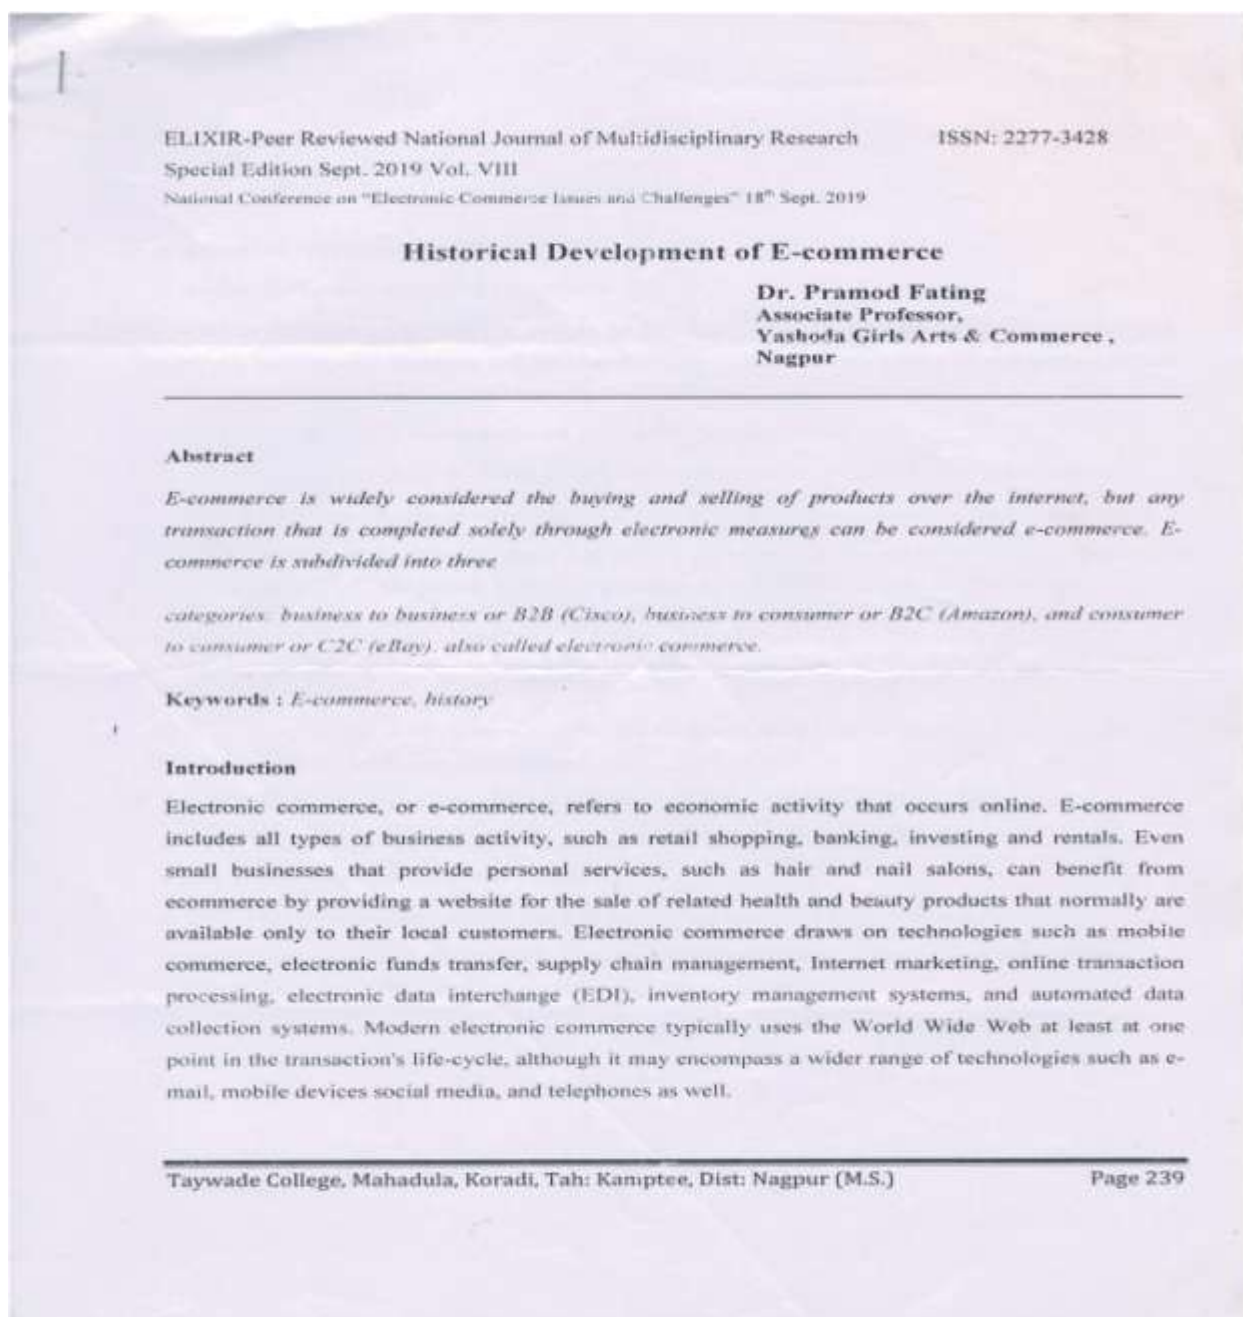 ELIXIR-Peer Reviewed National Journal of Multidisciplinary Research ISSN: 2277-3428
Special Edition Sept. 2019 Vol. VIII
National Conference on "Electronic Commerce Issues and Challenges" 18th Sept. 2019
Historical Development of E-commerce
Dr. Pramod Fating
Associate Professor,
Yashoda Girls Arts & Commerce ,
Nagpur
Abstract
E-commerce is widely considered the buying and selling of products over the internet, but any
transaction that is completed solely through electronic measures can be considered e-commerce. E-
commerce is subdivided into three
categories: business to business or B2B (Cisco), business to consumer or B2C (Amazon), and consumer
to consumer or C2C (eBay). also called electronic commerce.
Keywords : E-commerce, history
Introduction
Electronic commerce, or e-commerce, refers to economic activity that occurs online. E-commerce
includes all types of business activity, such as retail shopping, banking, investing and rentals. Even
small businesses that provide personal services, such as hair and nail salons, can benefit from
ecommerce by providing a website for the sale of related health and beauty products that normally are
available only to their local customers. Electronic commerce draws on technologies such as mobile
commerce, electronic funds transfer, supply chain management, Internet marketing, online transaction
processing, electronic data interchange (EDI), inventory management systems, and automated data
collection systems. Modern electronic commerce typically uses the World Wide Web at least at one
point in the transaction's life-cycle, although it may encompass a wider range of technologies such as e-
mail, mobile devices social media, and telephones as well.
Taywade College, Mahadula, Koradi, Tah: Kamptee, Dist: Nagpur (M.S.) Page 239